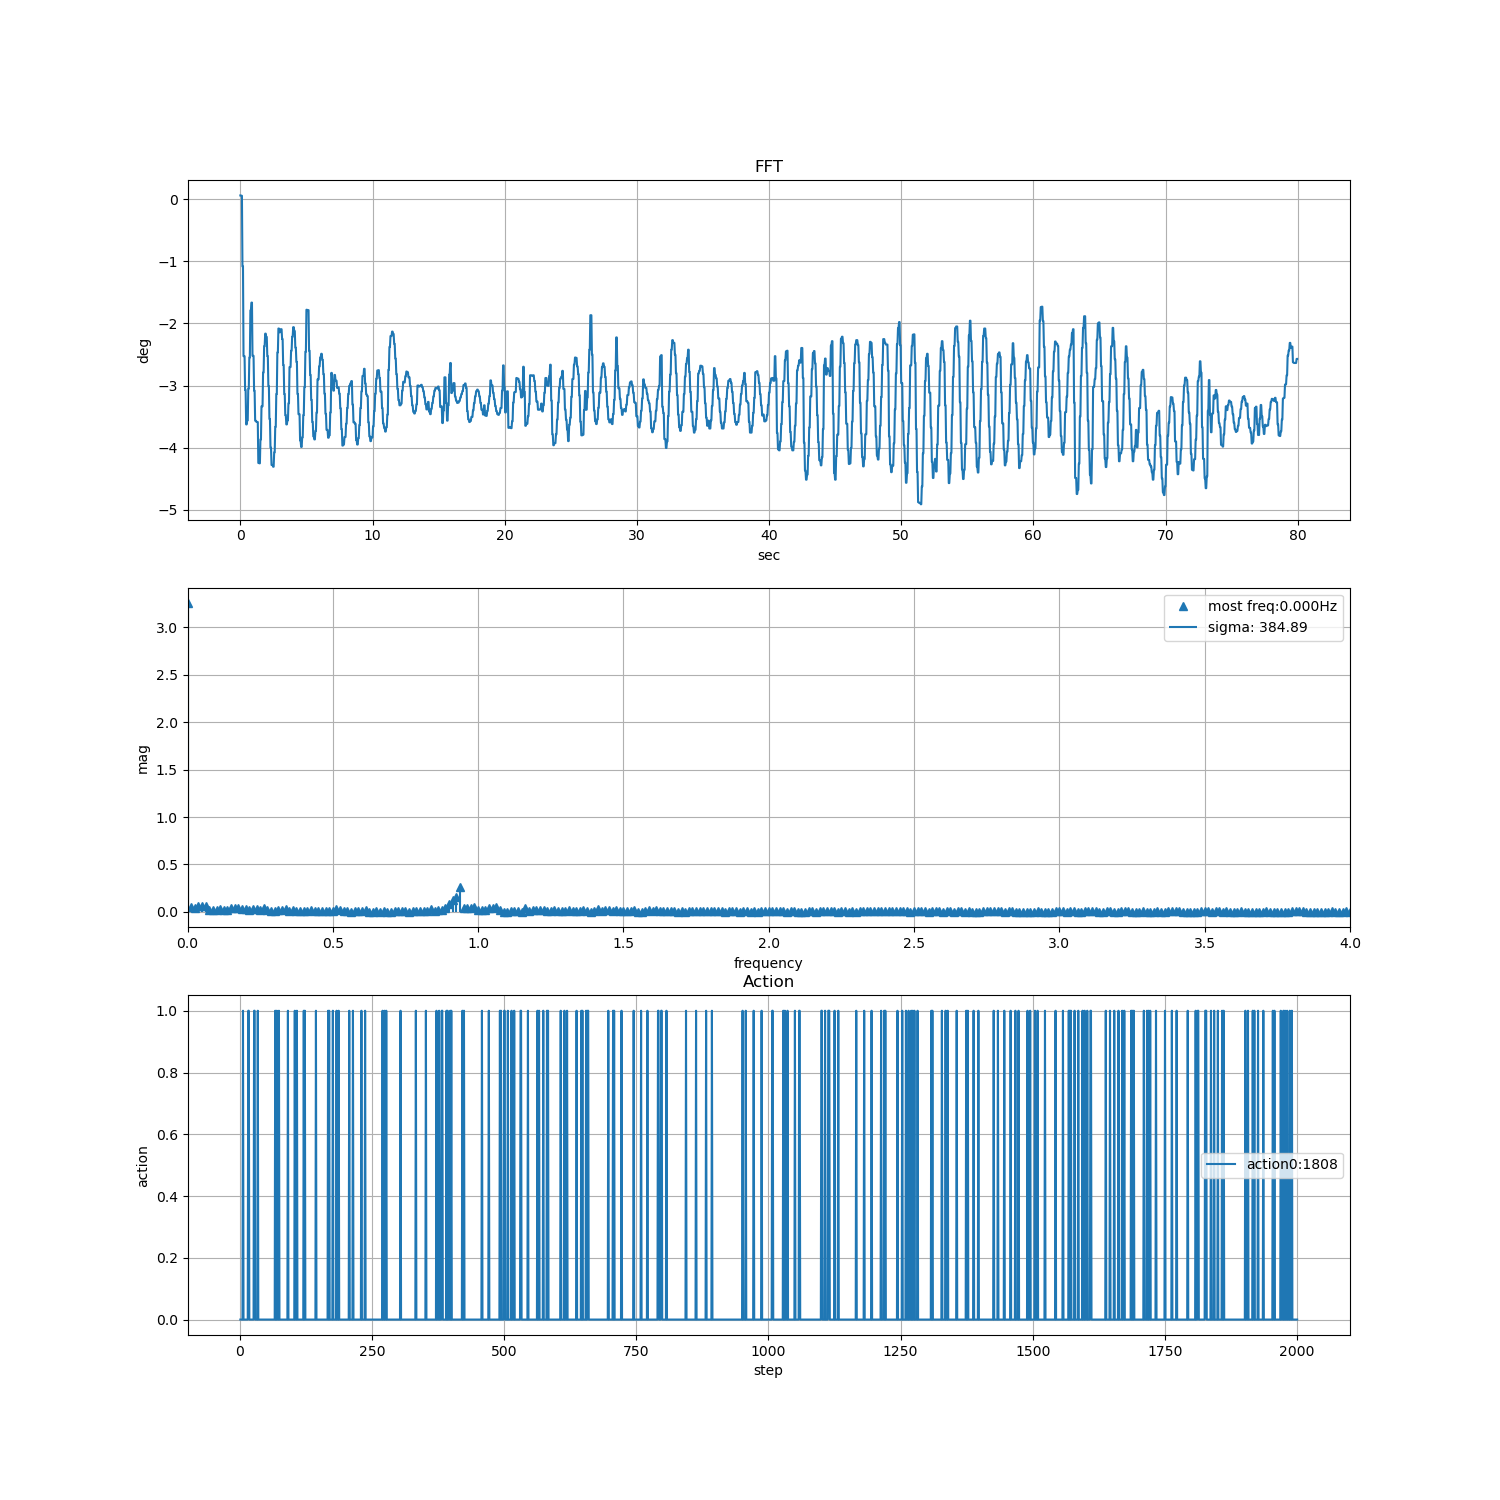 FFT
0
−1
−2
−3
−4
−5
deg
0 10 20 30 40 50 60 70 80
sec
most freq:0.000Hz
sigma: 384.89
3.0
2.5
2.0
1.5
1.0
0.5
0.0
mag
0.0 0.5 1.0 1.5 2.0 2.5 3.0 3.5 4.0
frequency
Action
1.0
0.8
0.6
0.4
0.2
0.0
action
action0:1808
0 250 500 750 1000 1250 1500 1750 2000
step